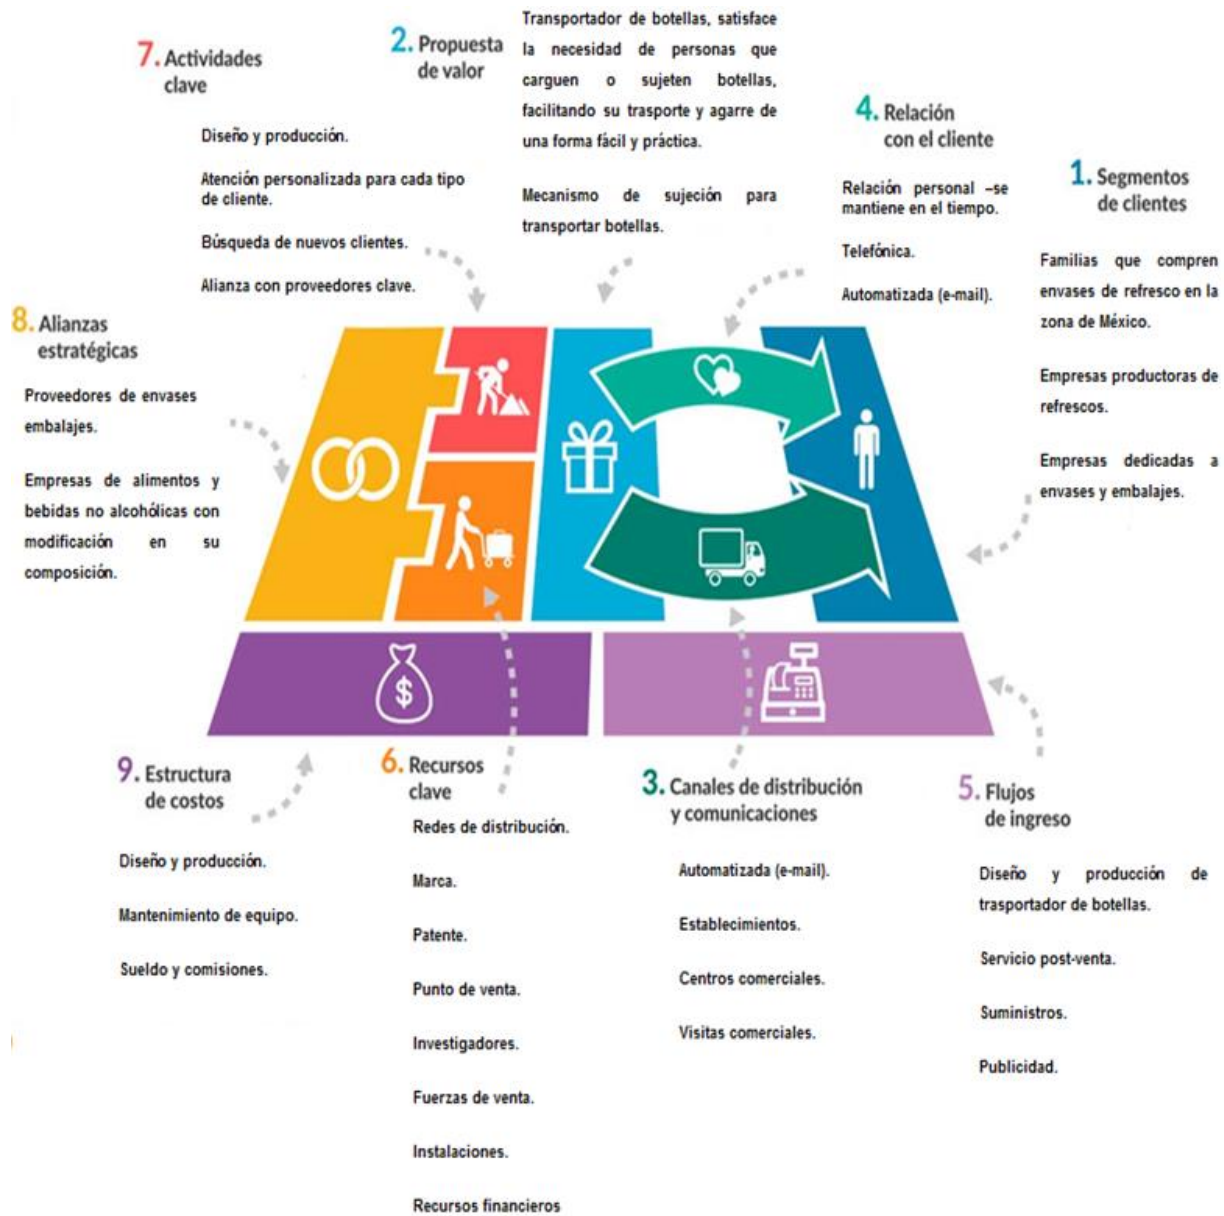 7. Actividades
clave
Diseño y producción.
Atención personalizada para cada tipo
de cliente.
Búsqueda de nuevos clientes.
Alianza con proveedores clave.
2. Propuesta
de valor
Transportador de botellas, satisface
la necesidad de personas que
carguen o sujeten botellas,
facilitando su trasporte y agarre de
una forma fácil y práctica.
Mecanismo de sujeción para
transportar botellas.
4. Relación
con el cliente
Relación personal –se
mantiene en el tiempo.
Telefónica.
Automatizada (e-mail).
1. Segmentos
de clientes
Familias que compren
envases de refresco en la
zona de México.
Empresas productoras de
refrescos.
Empresas dedicadas a
envases y embalajes.
8. Alianzas
estratégicas
Proveedores de envases
embalajes.
Empresas de alimentos y
bebidas no alcohólicas con
modificación en su
composición.
$
9. Estructura
de costos
Diseño y producción.
Mantenimiento de equipo.
Sueldo y comisiones.
6. Recursos
clave
Redes de distribución.
Marca.
Patente.
Punto de venta.
Investigadores.
Fuerzas de venta.
Instalaciones.
Recursos financieros
3. Canales de distribución
y comunicaciones
Automatizada (e-mail).
Establecimientos.
Centros comerciales.
Visitas comerciales.
5. Flujos
de ingreso
Diseño y producción de
trasportador de botellas.
Servicio post-venta.
Suministros.
Publicidad.